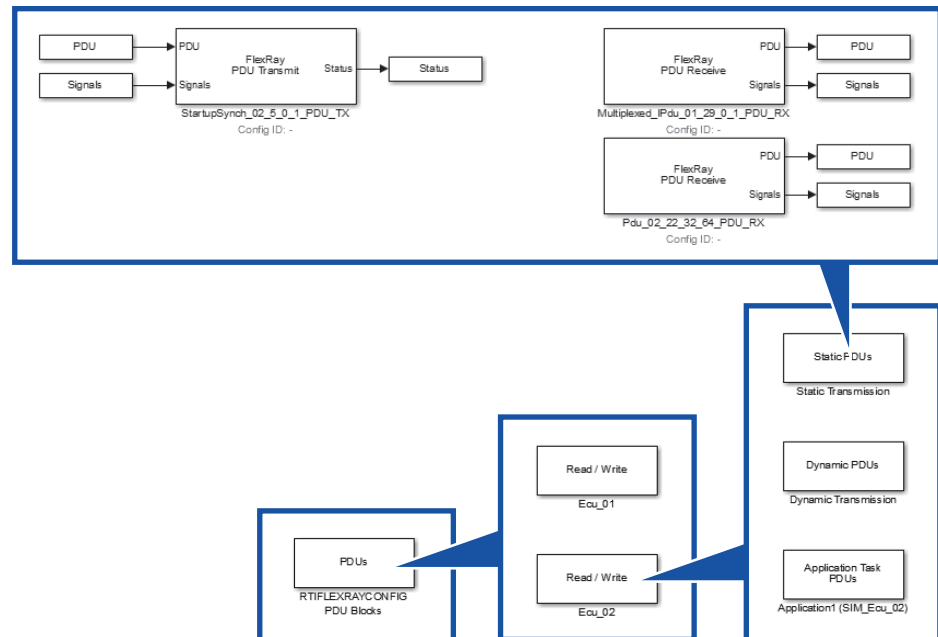 PDU
Signals
PDU
Signals
FlexRay
PDU Transmit
Status
Status
StartupSynch_02_5_0_1_PDU_TX
Config ID: -
FlexRay
PDU Receive
PDU
Signals
PDU
Signals
Multiplexed_IPdu_01_29_0_1_PDU_RX
Config ID: -
FlexRay
PDU Receive
PDU
Signals
PDU
Signals
Pdu_02_22_32_64_PDU_RX
Config ID: -
Static PDUs
Static Transmission
Dynamic PDUs
Dynamic Transmission
Application Task
PDUs
Application1 (SIM_Ecu_02)
Read / Write
Ecu_01
Read / Write
Ecu_02
PDUs
RTIFLEXRAYCONFIG
PDU Blocks